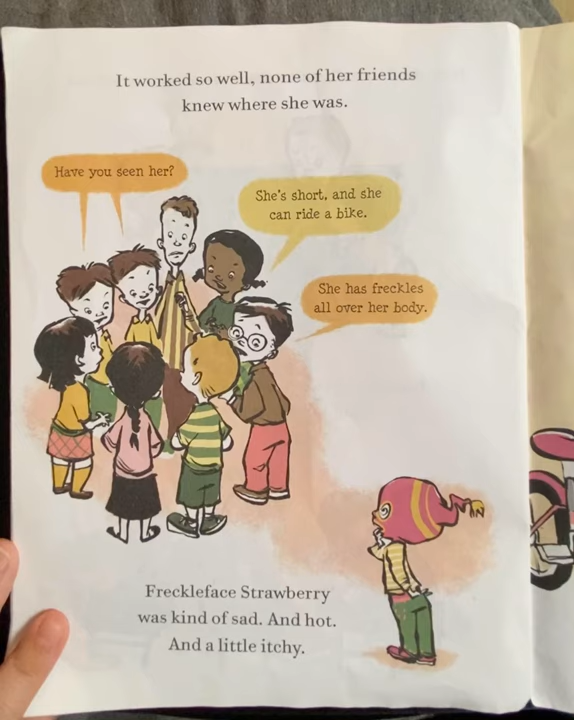 It worked so well, none of her friends
knew where she was.
Have you seen her?
She's short, and she
can ride a bike.
She has freckles
all over her body.
Freckleface Strawberry
was kind of sad. And hot.
And a little itchy.